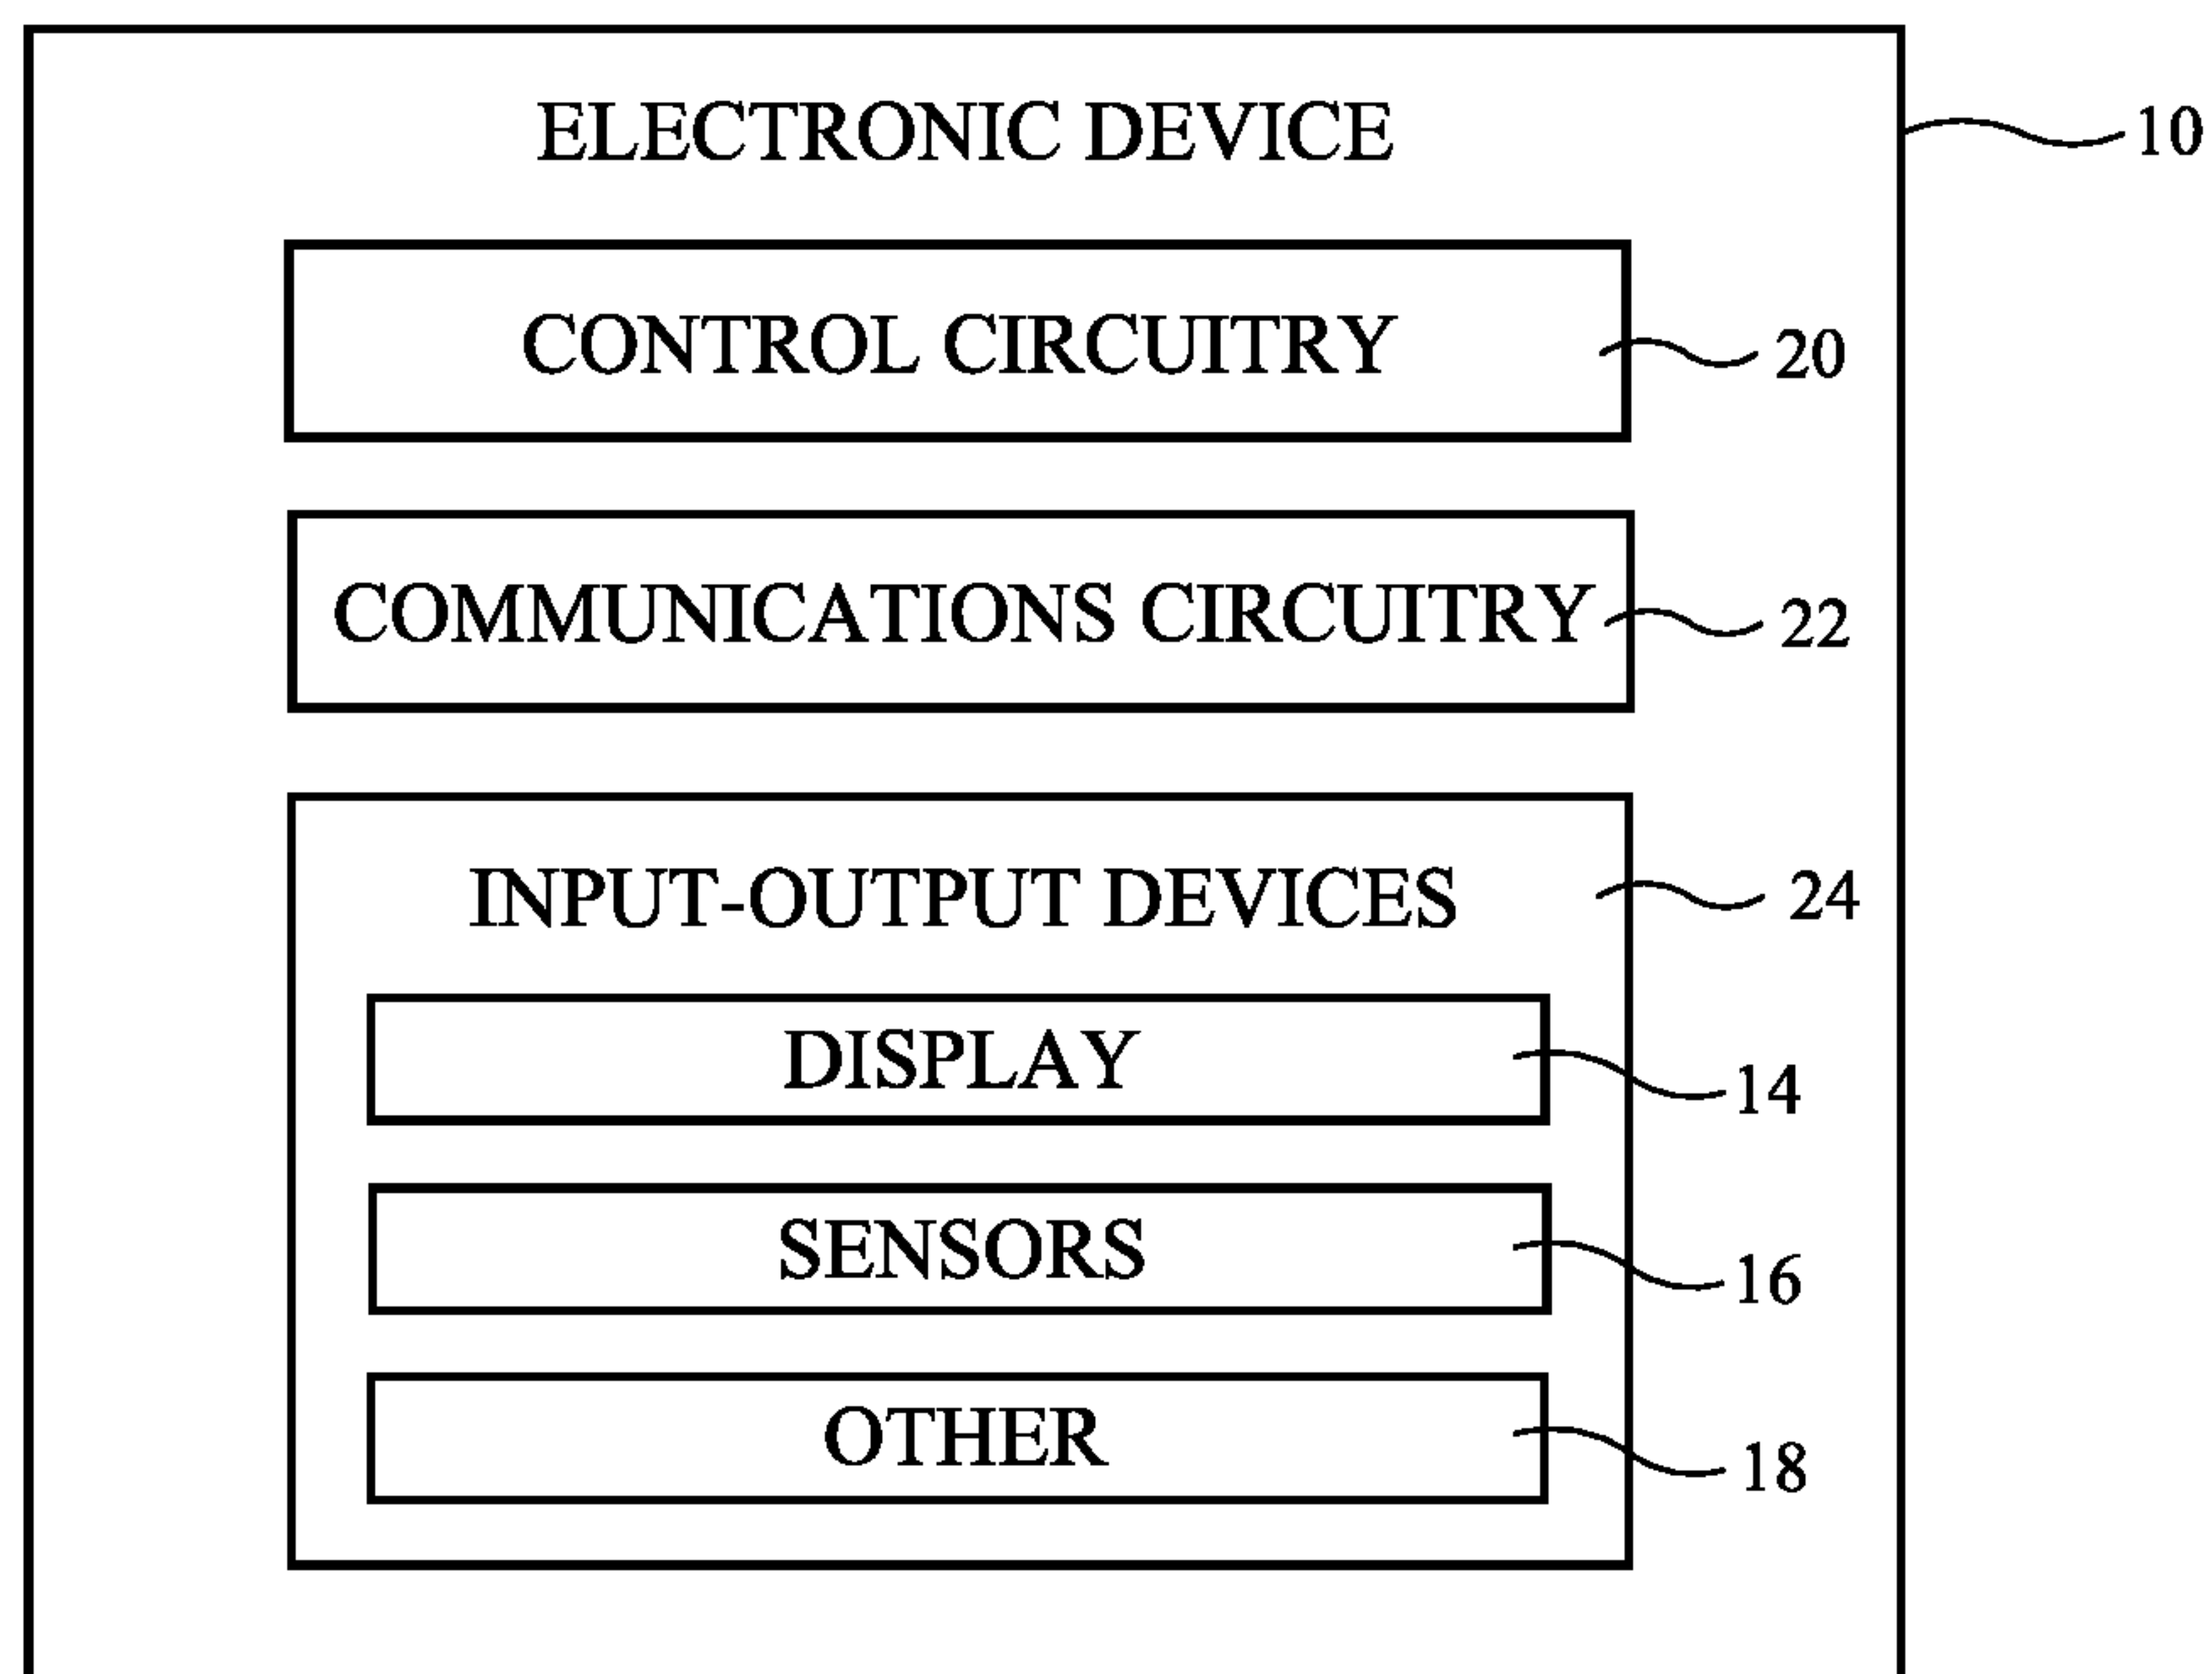 ELECTRONIC DEVICE
10
CONTROL CIRCUITRY
20
COMMUNICATIONS CIRCUITRY
22
INPUT-OUTPUT DEVICES
24
DISPLAY
14
SENSORS
16
OTHER
18